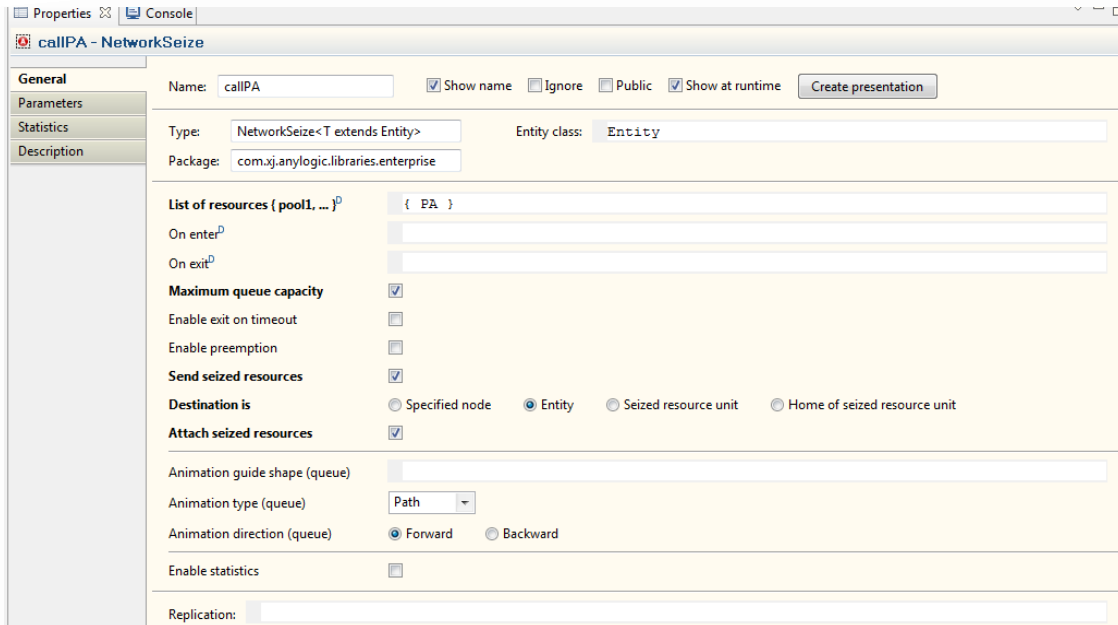 Properties Console
callPA - NetworkSeize
General
Parameters
Statistics
Description
Name: callPA Show name Ignore Public Show at runtime Create presentation
Type: NetworkSeize<T extends Entity> Entity class: Entity
Package: com.xj.anylogic.libraries.enterprise
List of resources { pool1, ... }D { PA }
On enterD
On exitD
Maximum queue capacity
Enable exit on timeout
Enable preemption
Send seized resources
Destination is Specified node Entity Seized resource unit Home of seized resource unit
Attach seized resources
Animation guide shape (queue)
Animation type (queue) Path
Animation direction (queue) Forward Backward
Enable statistics
Replication: